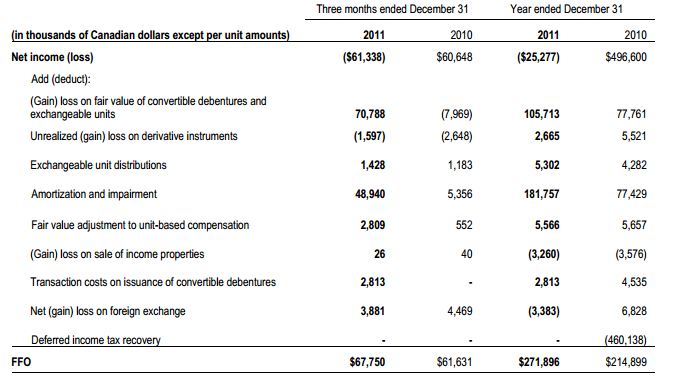 Three months ended December 31 Year ended December 31
(in thousands of Canadian dollars except per unit amounts) 2011 2010 2011 2010
Net income (loss) ($61,338) $60,648 ($25,277) $496,600
Add (deduct):
(Gain) loss on fair value of convertible debentures and
exchangeable units 70,788 (7,969) 105,713 77,761
Unrealized (gain) loss on derivative instruments (1,597) (2,648) 2,665 5,521
Exchangeable unit distributions 1,428 1,183 5,302 4,282
Amortization and impairment 48,940 5,356 181,757 77,429
Fair value adjustment to unit-based compensation 2,809 552 5,566 5,657
(Gain) loss on sale of income properties 26 40 (3,260) (3,576)
Transaction costs on issuance of convertible debentures 2,813 - 2,813 4,535
Net (gain) loss on foreign exchange 3,881 4,469 (3,383) 6,828
Deferred income tax recovery - - - (460,138)
FFO $67,750 $61,631 $271,896 $214,899